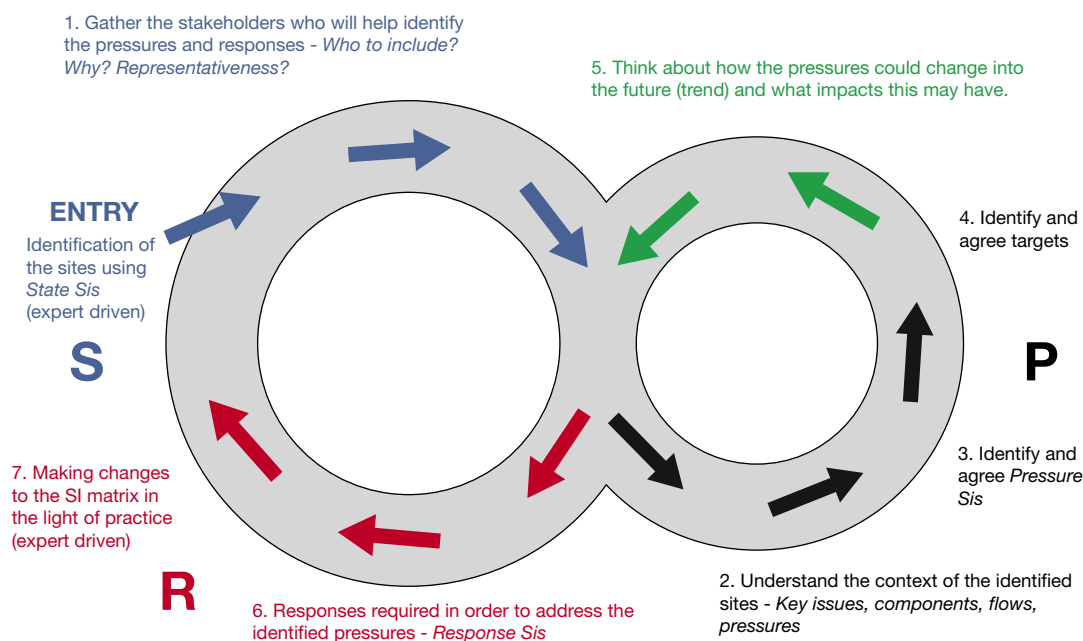 1. Gather the stakeholders who will help identify
the pressures and responses - Who to include?
Why? Representativeness?
5. Think about how the pressures could change into
the future (trend) and what impacts this may have.
ENTRY
Identification of
the sites using
State Sis
(expert driven)
S
4. Identify and
agree targets
P
3. Identify and
agree Pressure
Sis
7. Making changes
to the SI matrix in
the light of practice
(expert driven)
R
2. Understand the context of the identified
sites - Key issues, components, flows,
pressures
6. Responses required in order to address the
identified pressures - Response Sis